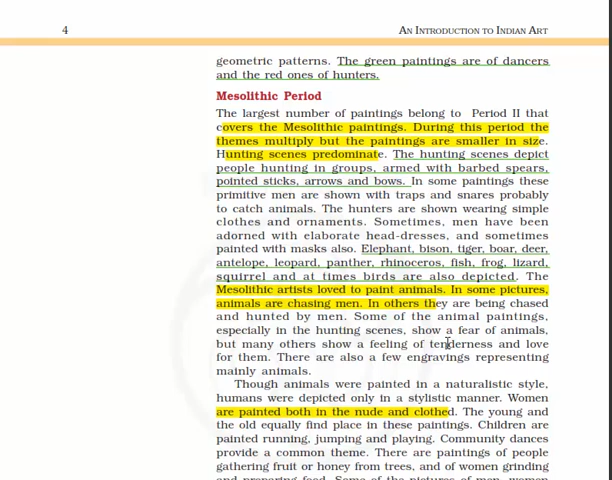 4
AN INTRODUCTION TO INDIAN ART
geometric patterns. The green paintings are of dancers
and the red ones of hunters.
Mesolithic Period
The largest number of paintings belong to Period II that
covers the Mesolithic paintings. During this period the
themes multiply but the paintings are smaller in size.
Hunting scenes predominate. The hunting scenes depict
people hunting in groups, armed with barbed spears,
pointed sticks, arrows and bows. In some paintings these
primitive men are shown with traps and snares probably
to catch animals. The hunters are shown wearing simple
clothes and ornaments. Sometimes, men have been
adorned with elaborate head-dresses, and sometimes
painted with masks also. Elephant, bison, tiger, boar, deer,
antelope, leopard, panther, rhinoceros, fish, frog, lizard,
squirrel and at times birds are also depicted. The
Mesolithic artists loved to paint animals. In some pictures,
animals are chasing men. In others they are being chased
and hunted by men. Some of the animal paintings,
especially in the hunting scenes, show a fear of animals,
but many others show a feeling of tenderness and love
for them. There are also a few engravings representing
mainly animals.
Though animals were painted in a naturalistic style,
humans were depicted only in a stylistic manner. Women
are painted both in the nude and clothed. The young and
the old equally find place in these paintings. Children are
painted running, jumping and playing. Community dances
provide a common theme. There are paintings of people
gathering fruit or honey from trees, and of women grinding
and preparing food. Some of the pictures of men, women